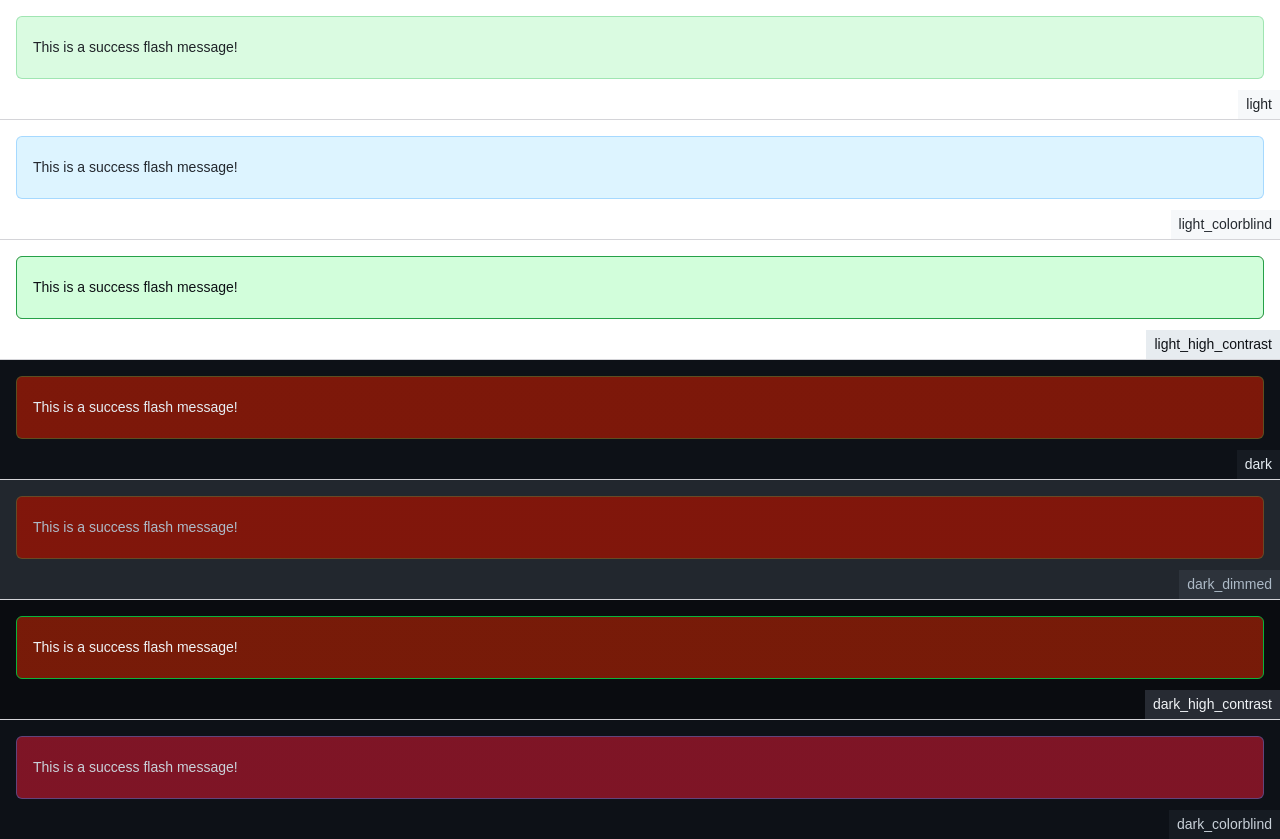 This is a success flash message!
light
This is a success flash message!
light_colorblind
This is a success flash message!
light_high_contrast
This is a success flash message!
dark
This is a success flash message!
dark_dimmed
This is a success flash message!
dark_high_contrast
This is a success flash message!
dark_colorblind